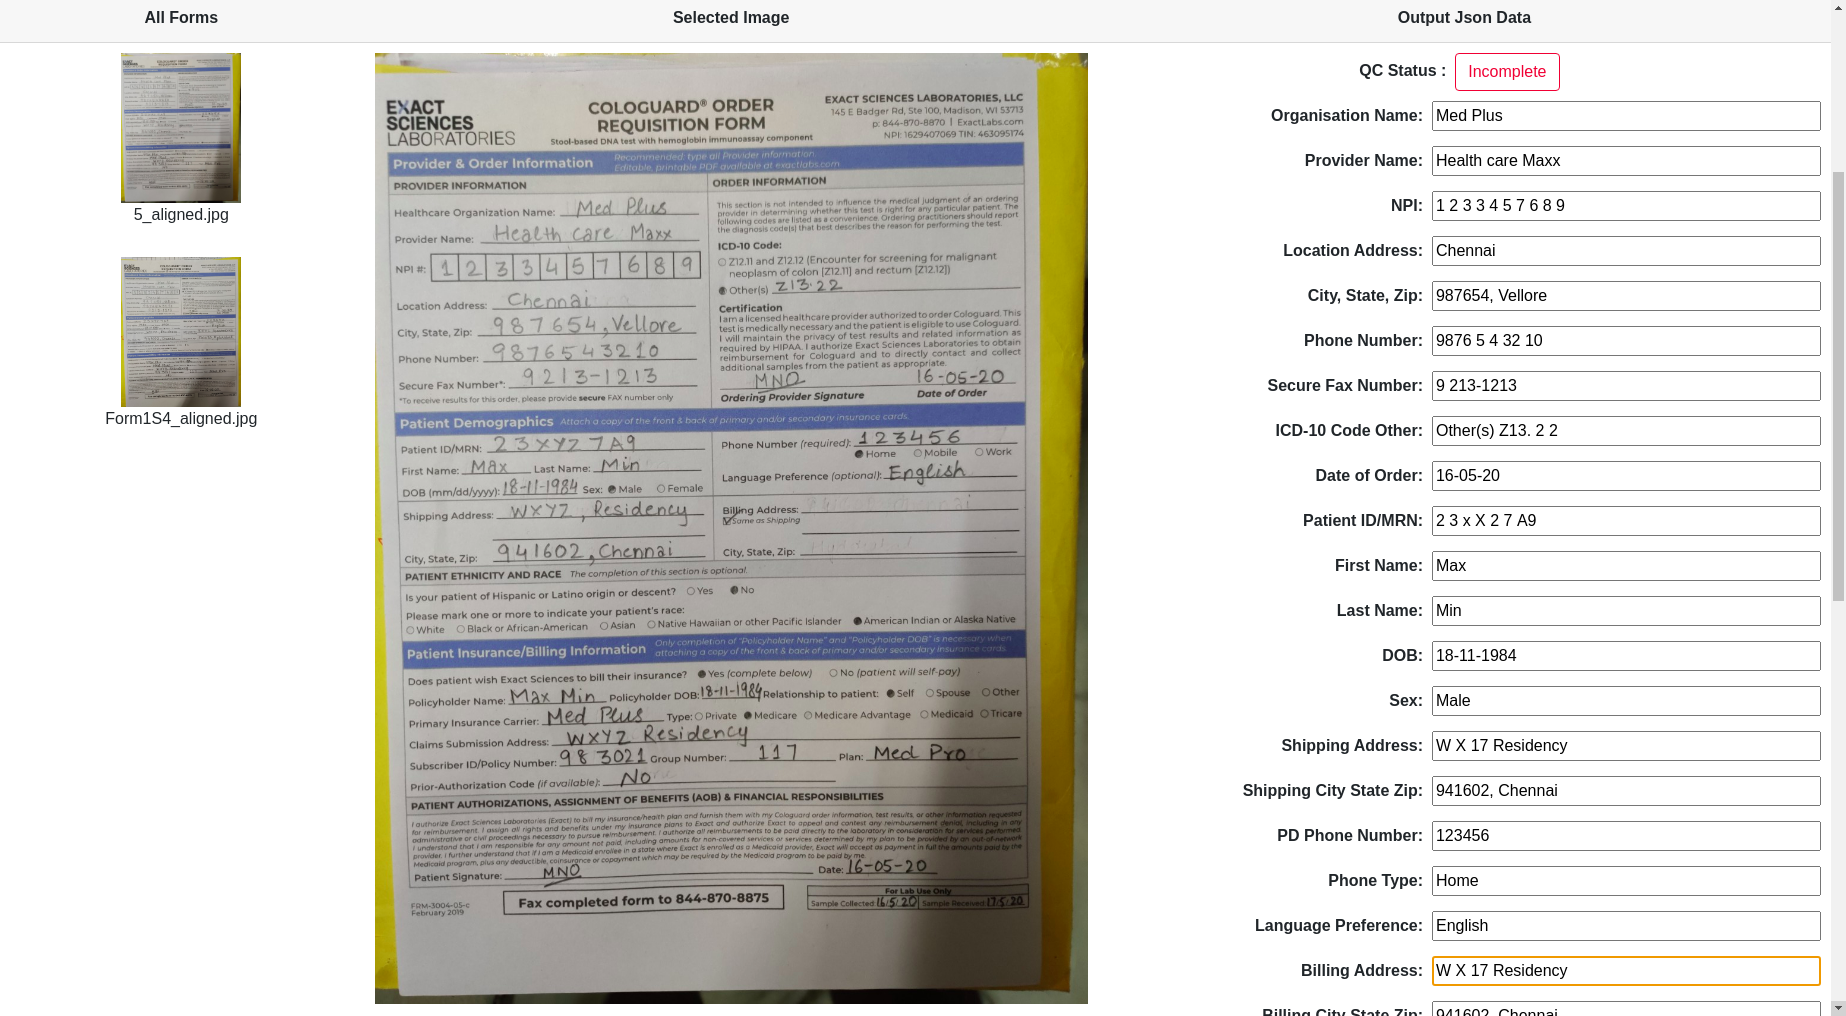 All Forms
Selected Image
Output Json Data
5_aligned.jpg
Form1S4_aligned.jpg
EXACT
SCIENCES
LABORATORIES
COLOGUARD® ORDER
REQUISITION FORM
Stool-based DNA test with hemoglobin immunoassay component
EXACT SCIENCES LABORATORIES, LLC
145 E Badger Rd, Ste 100, Madison, WI 53713
p: 844-870-8870 | ExactLabs.com
NPI: 1629407069 TIN: 463095174
Provider & Order Information
Recommended: type all Provider information.
Editable, printable PDF available at exactlabs.com
PROVIDER INFORMATION
Healthcare Organization Name: Med Plus
Provider Name: Health care Maxx
NPI #: 1 2 3 3 4 5 7 6 8 9
Location Address: Chennai
City, State, Zip: 987654, Vellore
Phone Number: 9876543210
Secure Fax Number*: 9213-1213
*To receive results for this order, please provide secure FAX number only
ORDER INFORMATION
This section is not intended to influence the medical judgment of an ordering
provider in determining whether this test is right for any particular patient. The
following codes are listed as a convenience. Ordering practitioners should report
the diagnosis code(s) that best describes the reason for performing the test.
ICD-10 Code:
Z12.11 and Z12.12 (Encounter for screening for malignant
neoplasm of colon [Z12.11] and rectum [Z12.12])
Other(s) Z13.22
Certification
I am a licensed healthcare provider authorized to order Cologuard. This
test is medically necessary and the patient is eligible to use Cologuard.
I will maintain the privacy of test results and related information as
required by HIPAA. I authorize Exact Sciences Laboratories to obtain
reimbursement for Cologuard and to directly contact and collect
additional samples from the patient as appropriate.
MNO 16-05-20
Ordering Provider Signature Date of Order
Patient Demographics Attach a copy of the front & back of primary and/or secondary insurance cards.
Patient ID/MRN: 23XYZ7A9
First Name: Max Last Name: Min
DOB (mm/dd/yyyy): 18-11-1984 Sex: Male Female
Shipping Address: WXYZ, Residency
City, State, Zip: 941602, Chennai
Phone Number (required): 123456
Home Mobile Work
Language Preference (optional): English
Billing Address:
Same as Shipping
City, State, Zip:
PATIENT ETHNICITY AND RACE The completion of this section is optional.
Is your patient of Hispanic or Latino origin or descent? Yes No
Please mark one or more to indicate your patient's race:
White Black or African-American Asian Native Hawaiian or other Pacific Islander American Indian or Alaska Native
Patient Insurance/Billing Information
Only completion of "Policyholder Name" and "Policyholder DOB" is necessary when
attaching a copy of the front & back of primary and/or secondary insurance cards.
Does patient wish Exact Sciences to bill their insurance? Yes (complete below) No (patient will self-pay)
Policyholder Name: Max Min Policyholder DOB: 18-11-1984 Relationship to patient: Self Spouse Other
Primary Insurance Carrier: Med Plus Type: Private Medicare Medicare Advantage Medicaid Tricare
Claims Submission Address: WXYZ Residency
Subscriber ID/Policy Number: 983021 Group Number: 117 Plan: Med Pro
Prior-Authorization Code (if available): No
PATIENT AUTHORIZATIONS, ASSIGNMENT OF BENEFITS (AOB) & FINANCIAL RESPONSIBILITIES
Patient Signature: MNO Date: 16-05-20
FRM-3004-05-c
February 2019
Fax completed form to 844-870-8875
For Lab Use Only
Sample Collected 16/5/20 Sample Received 17.5.20
QC Status : Incomplete
Organisation Name: Med Plus
Provider Name: Health care Maxx
NPI: 1 2 3 3 4 5 7 6 8 9
Location Address: Chennai
City, State, Zip: 987654, Vellore
Phone Number: 9876 5 4 32 10
Secure Fax Number: 9 213-1213
ICD-10 Code Other: Other(s) Z13. 2 2
Date of Order: 16-05-20
Patient ID/MRN: 2 3 x X 2 7 A9
First Name: Max
Last Name: Min
DOB: 18-11-1984
Sex: Male
Shipping Address: W X 17 Residency
Shipping City State Zip: 941602, Chennai
PD Phone Number: 123456
Phone Type: Home
Language Preference: English
Billing Address: W X 17 Residency
Billing City State Zip: 941602, Chennai